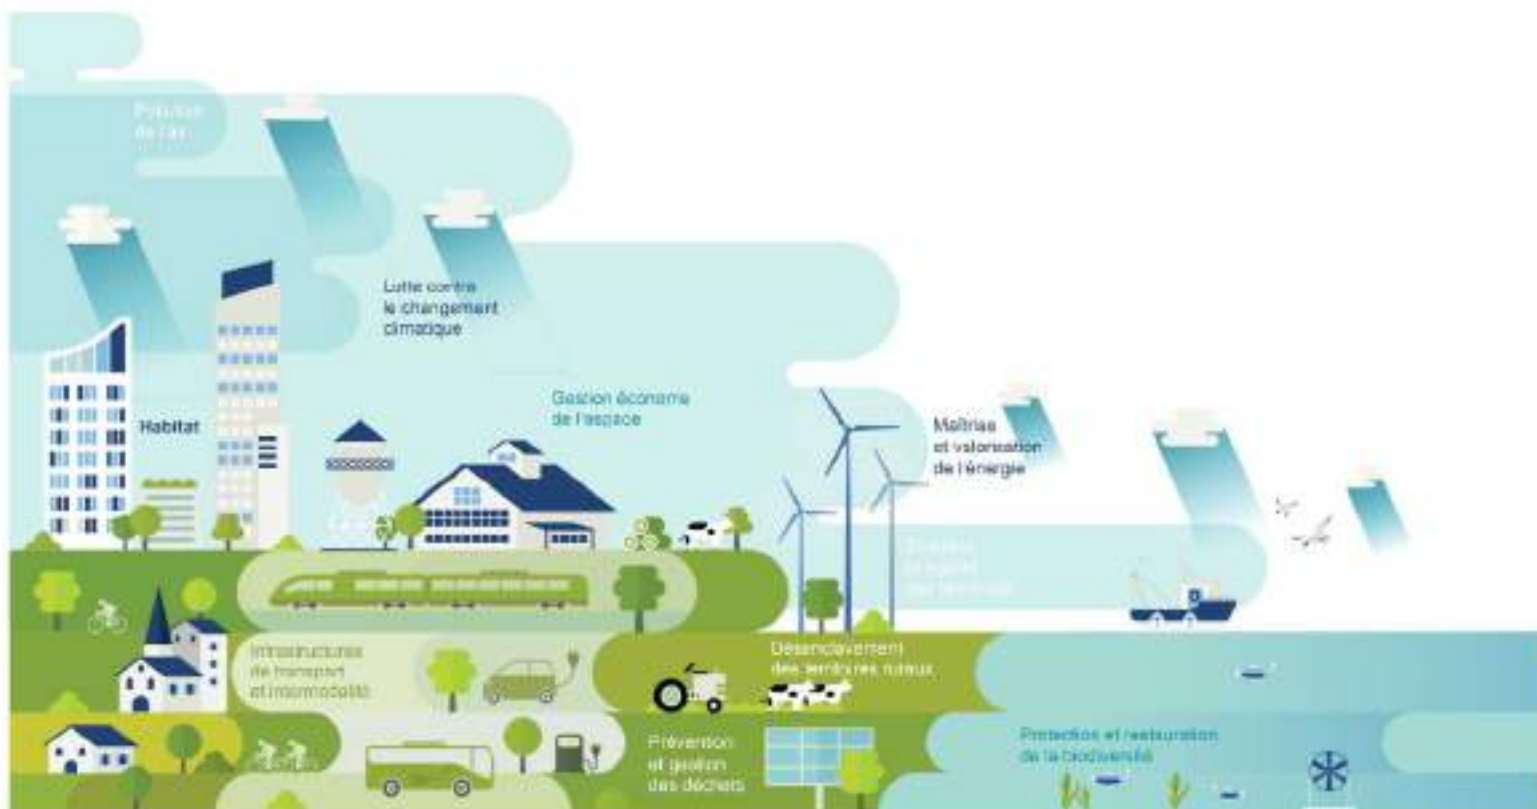 Pollution
de l'air
Lutte contre
le changement
climatique
Gestion économe
de l'espace
Habitat
Maîtrise
et valorisation
de l'énergie
Désenclavement
des territoires ruraux
Infrastructures
de transport
et intermodalité
Prévention
et gestion
des déchets
Protection et restauration
de la biodiversité